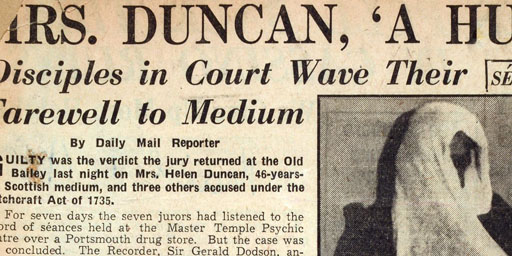 MRS. DUNCAN, 'A HU
Disciples in Court Wave Their
SÉ
Farewell to Medium
By Daily Mail Reporter
GUILTY was the verdict the jury returned at the Old
Bailey last night on Mrs. Helen Duncan, 46-years-
Scottish medium, and three others accused under the
tchcraft Act of 1735.
For seven days the seven jurors had listened to the
ord of séances held at the Master Temple Psychic
tre over a Portsmouth drug store. But the case was
concluded. The Recorder, Sir Gerald Dodson, an-